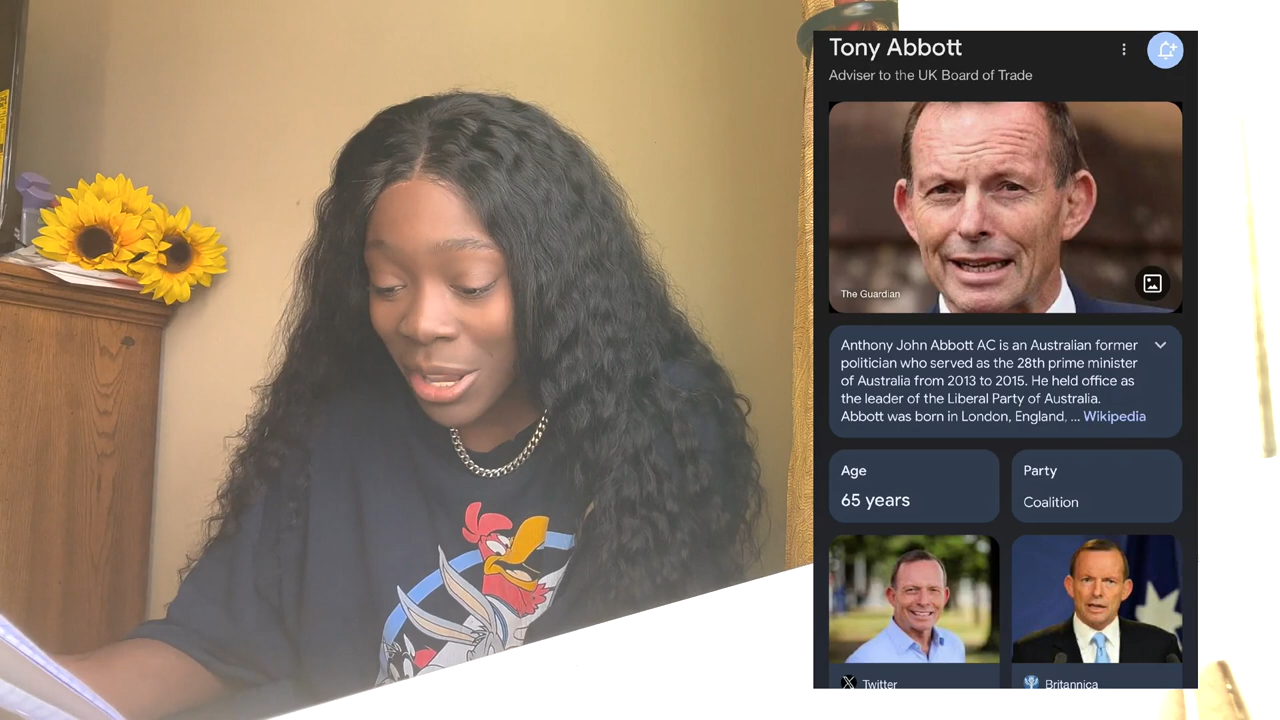 Tony Abbott
Adviser to the UK Board of Trade
The Guardian
Anthony John Abbott AC is an Australian former
politician who served as the 28th prime minister
of Australia from 2013 to 2015. He held office as
the leader of the Liberal Party of Australia.
Abbott was born in London, England, ... Wikipedia
Age
65 years
Party
Coalition
Twitter
Britannica